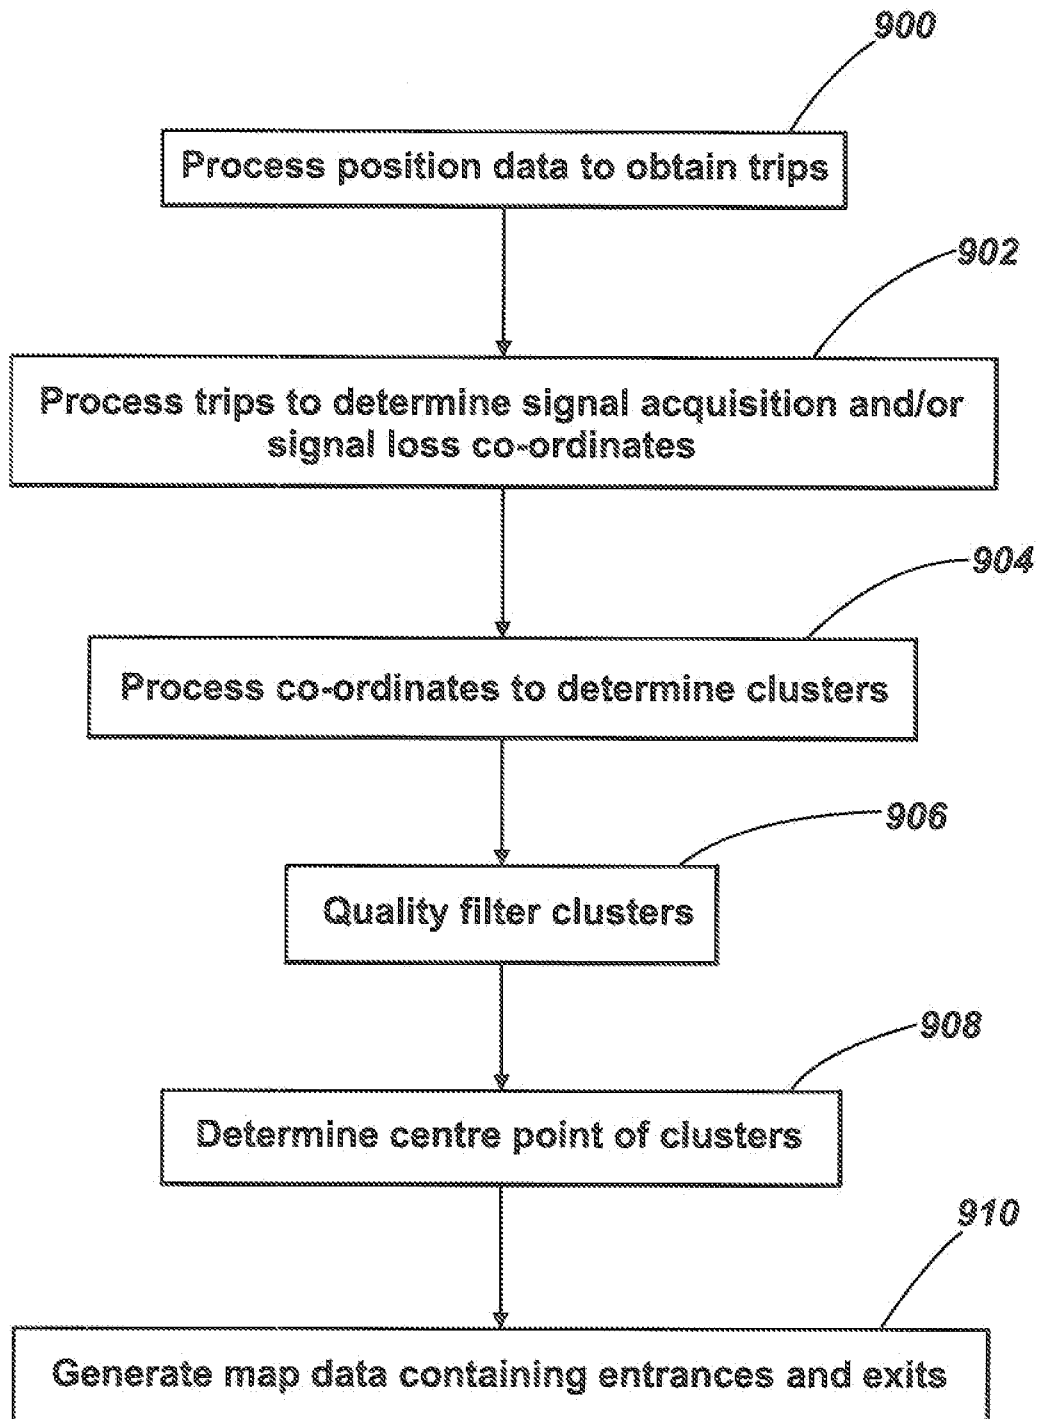 900
Process position data to obtain trips
902
Process trips to determine signal acquisition and/or
signal loss co-ordinates
904
Process co-ordinates to determine clusters
906
Quality filter clusters
908
Determine centre point of clusters
910
Generate map data containing entrances and exits